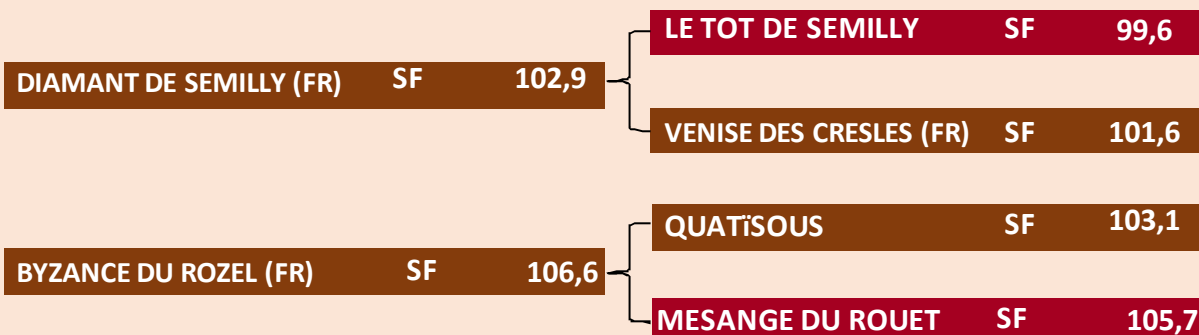 LE TOT DE SEMILLY SF 99,6
DIAMANT DE SEMILLY (FR) SF 102,9
VENISE DES CRESLES (FR) SF 101,6
QUATïSOUS SF 103,1
BYZANCE DU ROZEL (FR) SF 106,6
MESANGE DU ROUET SF 105,7